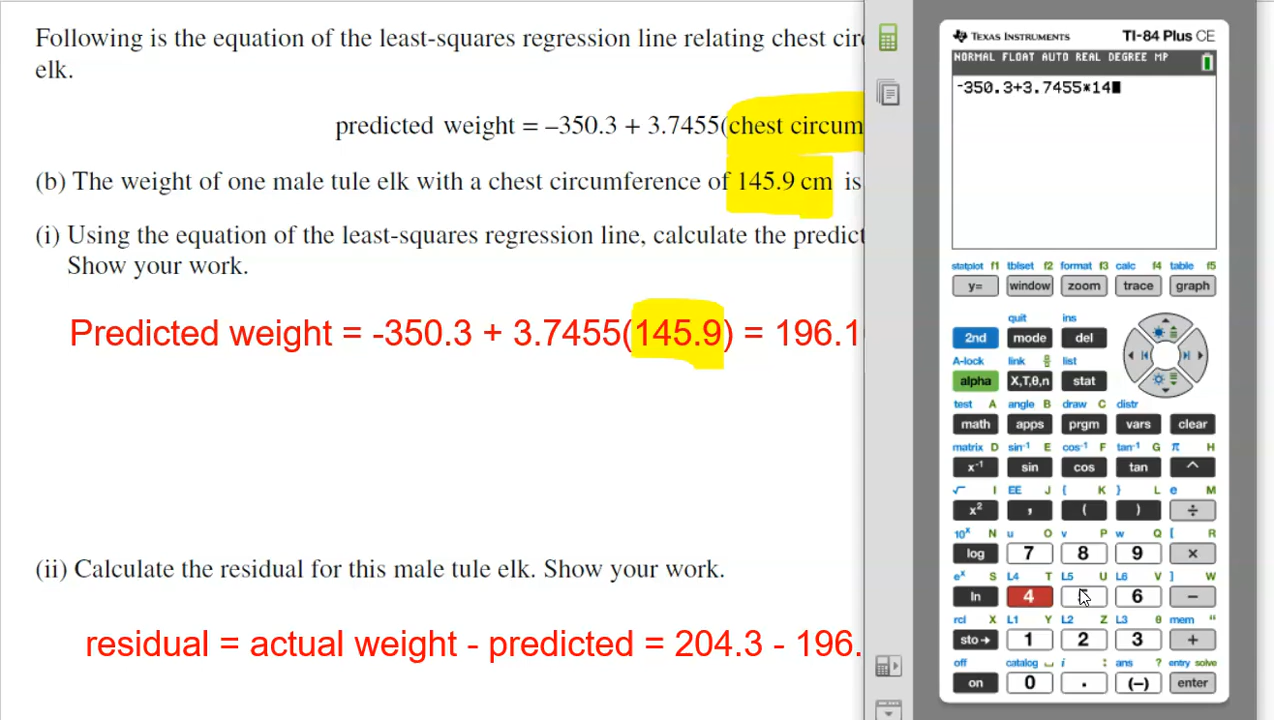 Following is the equation of the least-squares regression line relating chest cir
elk.
predicted weight = –350.3 + 3.7455(chest circum
(b) The weight of one male tule elk with a chest circumference of 145.9 cm is
(i) Using the equation of the least-squares regression line, calculate the predict
Show your work.
Predicted weight = -350.3 + 3.7455(145.9) = 196.1
(ii) Calculate the residual for this male tule elk. Show your work.
residual = actual weight - predicted = 204.3 - 196.
TEXAS INSTRUMENTS TI-84 Plus CE
NORMAL FLOAT AUTO REAL DEGREE MP
-350.3+3.7455*14
statplot f1 tblset f2 format f3 calc f4 table f5
y= window zoom trace graph
quit ins
2nd mode del
A-lock link list
alpha X,T,θ,n stat
test A angle B draw C distr
math apps prgm vars clear
matrix D sin⁻¹ E cos⁻¹ F tan⁻¹ G π H
x⁻¹ sin cos tan ^
√ I EE J { K } L e M
x² , ( ) ÷
10ˣ N u O v P w Q [ R
log 7 8 9 ×
eˣ S L4 T L5 U L6 V ] W
ln 4 6 −
rcl X L1 Y L2 Z L3 θ mem "
sto→ 1 2 3 +
off catalog ⎵ i : ans ? entry solve
on 0 . (−) enter